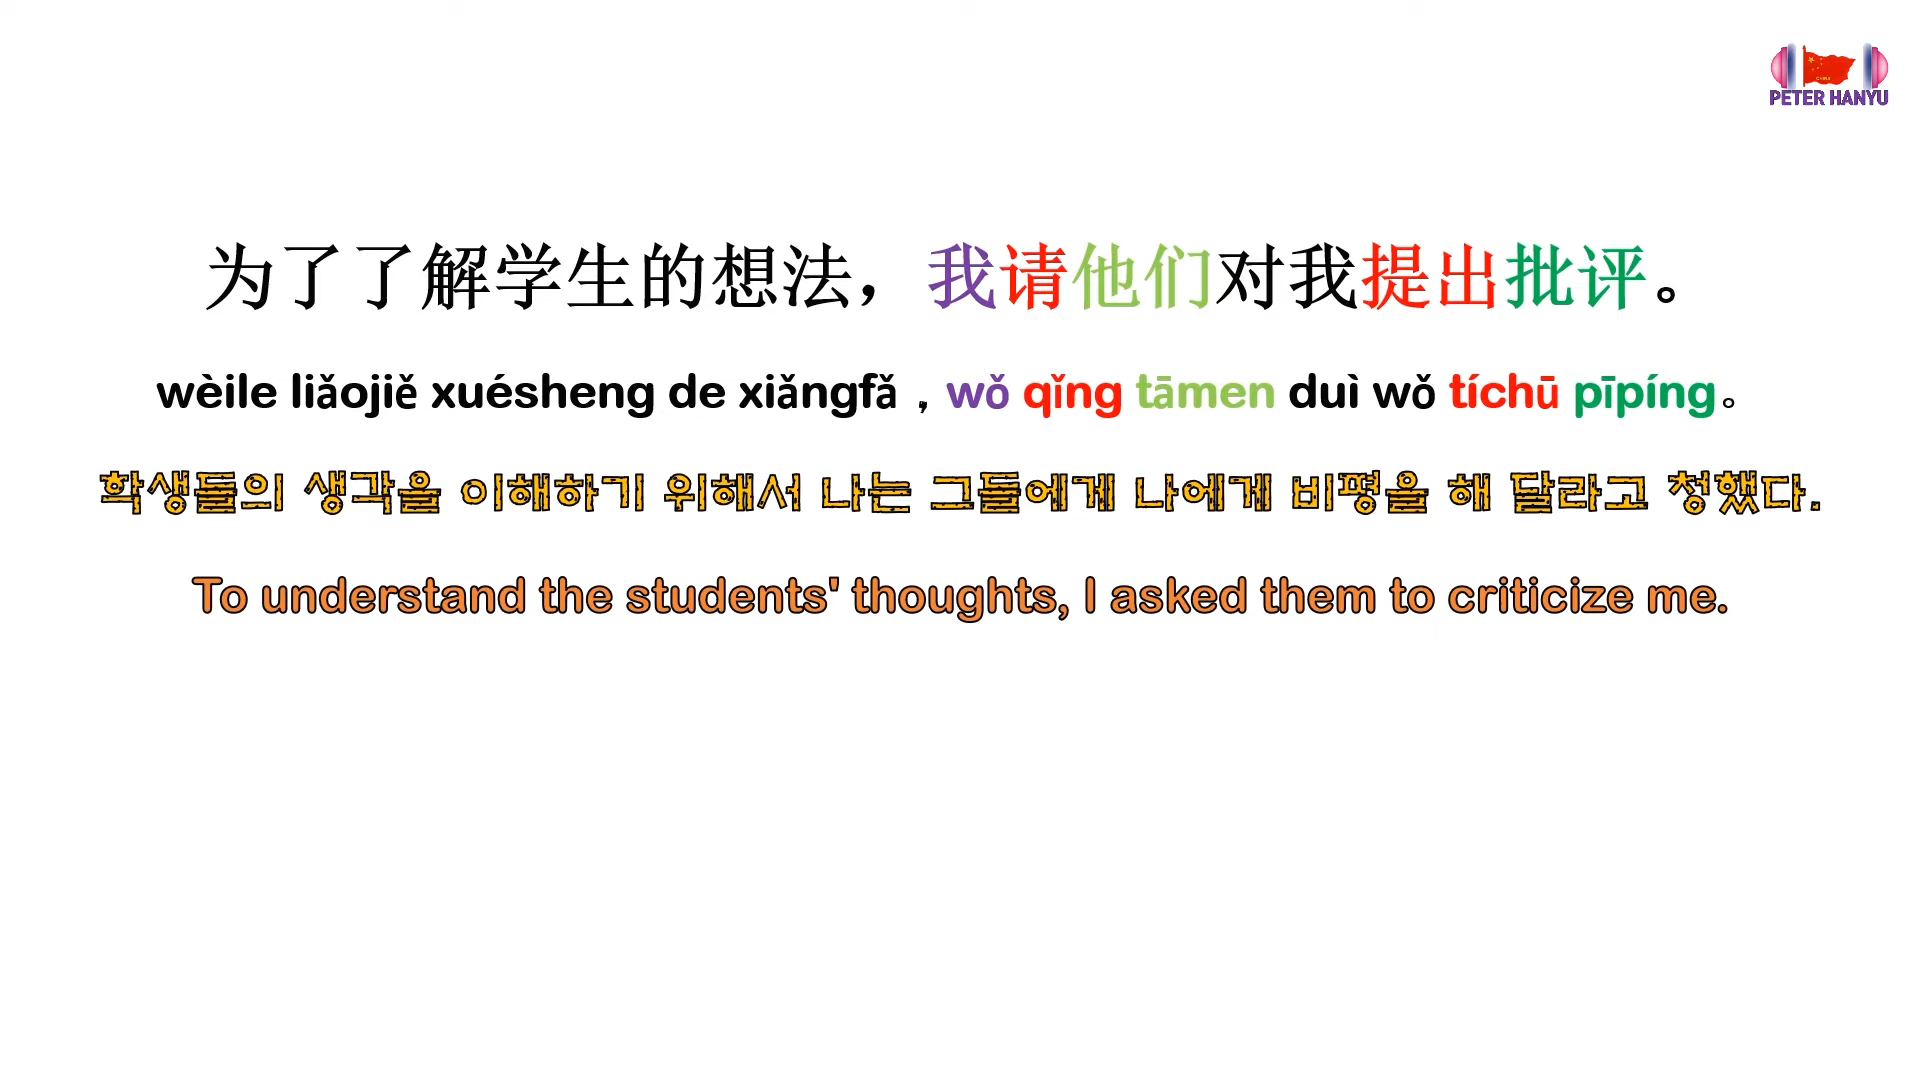 PETER HANYU
为了了解学生的想法，我请他们对我提出批评。
wèile liǎojiě xuésheng de xiǎngfǎ，wǒ qǐng tāmen duì wǒ tíchū pīpíng。
학생들의 생각을 이해하기 위해서 나는 그들에게 나에게 비평을 해 달라고 청했다.
To understand the students' thoughts, I asked them to criticize me.